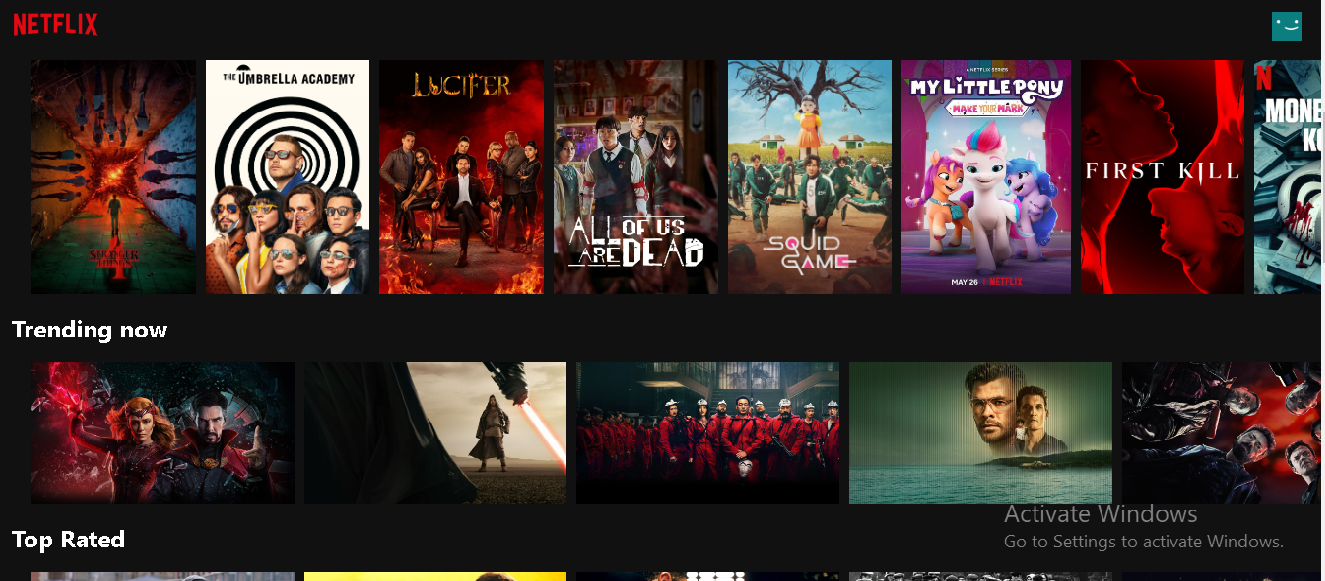 NETFLIX
STRANGER
THINGS
4
THE UMBRELLA ACADEMY
LUCIFER
ALL OF US
ARE DEAD
SQUID
GAME
A NETFLIX SERIES
MY LITTLE PONY
MAKE YOUR MARK
MAY 26 | NETFLIX
FIRST KILL
N
MONE
KO
Trending now
Activate Windows
Go to Settings to activate Windows.
Top Rated